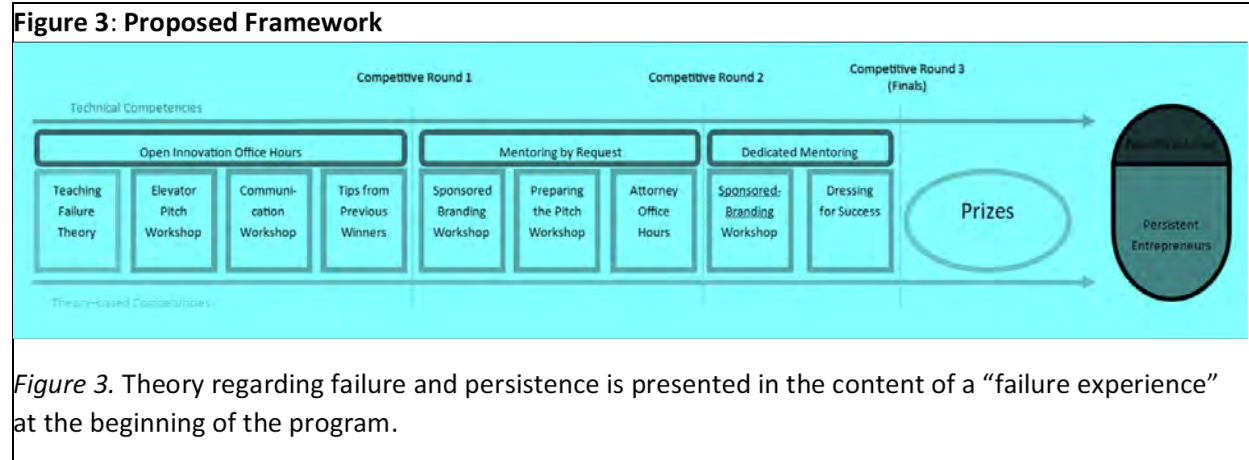 Figure 3: Proposed Framework
Competitive Round 1
Competitive Round 2
Competitive Round 3
(Finals)
Technical Competencies
Open Innovation Office Hours
Mentoring by Request
Dedicated Mentoring
Teaching
Failure
Theory
Elevator
Pitch
Workshop
Communi-
cation
Workshop
Tips from
Previous
Winners
Sponsored
Branding
Workshop
Preparing
the Pitch
Workshop
Attorney
Office
Hours
Sponsored-
Branding
Workshop
Dressing
for Success
Prizes
Persistent
Entrepreneurs
Theory-based Competencies
Figure 3. Theory regarding failure and persistence is presented in the content of a “failure experience”
at the beginning of the program.